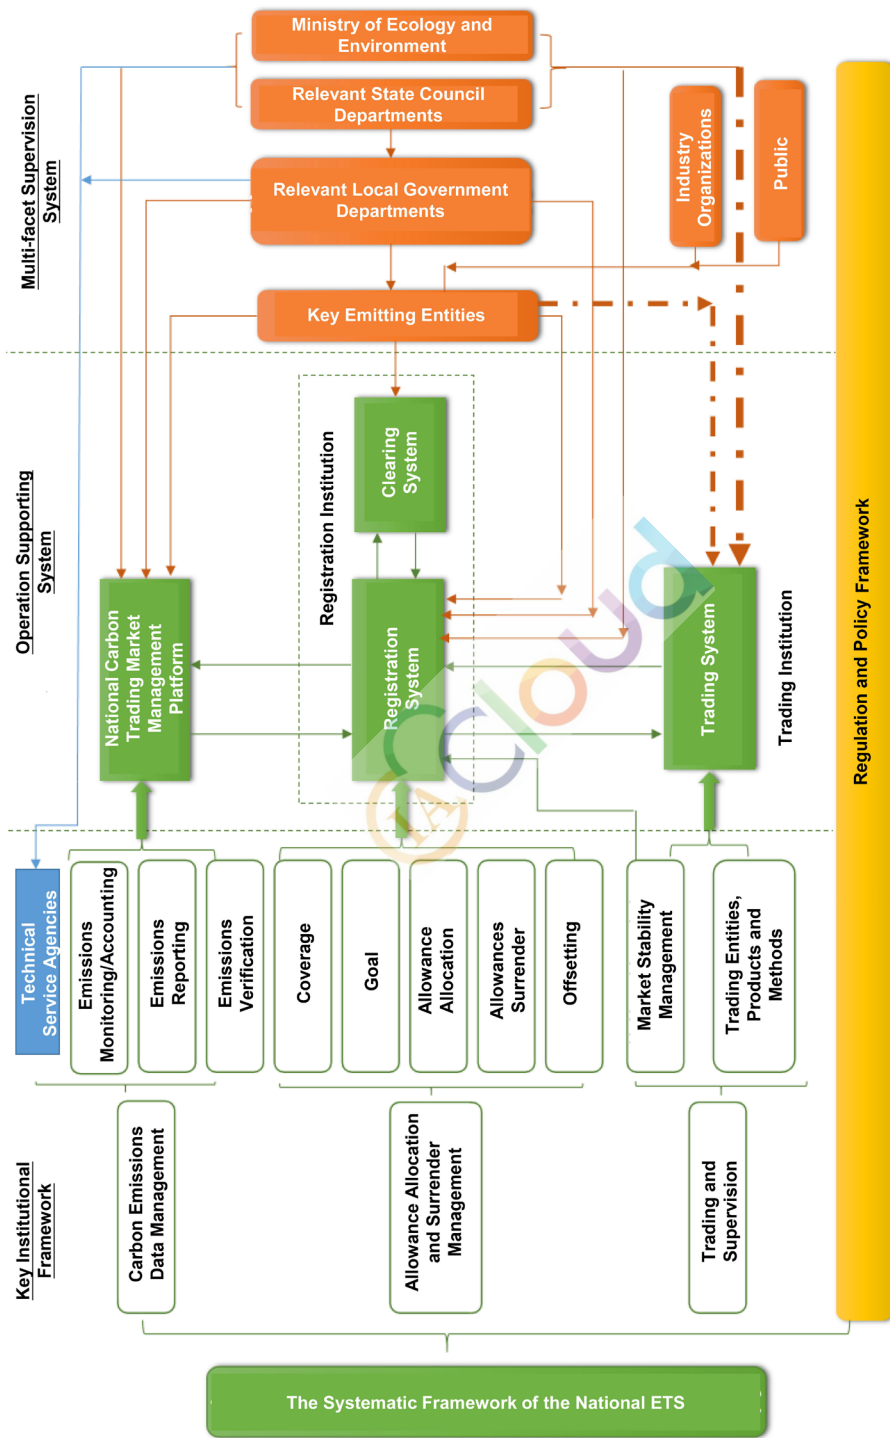 Multi-facet Supervision
System
Ministry of Ecology and
Environment
Relevant State Council
Departments
Relevant Local Government
Departments
Key Emitting Entities
Industry
Organizations
Public
Operation Supporting
System
National Carbon
Trading Market
Management
Platform
Registration Institution
Clearing
System
Registration
System
Trading System
Trading Institution
Key Institutional
Framework
Technical
Service Agencies
Emissions
Monitoring/Accounting
Emissions
Reporting
Emissions
Verification
Coverage
Goal
Allowance
Allocation
Allowances
Surrender
Offsetting
Market Stability
Management
Trading Entities,
Products and
Methods
Carbon Emissions
Data Management
Allowance Allocation
and Surrender
Management
Trading and
Supervision
The Systematic Framework of the National ETS
Regulation and Policy Framework
IA Cloud